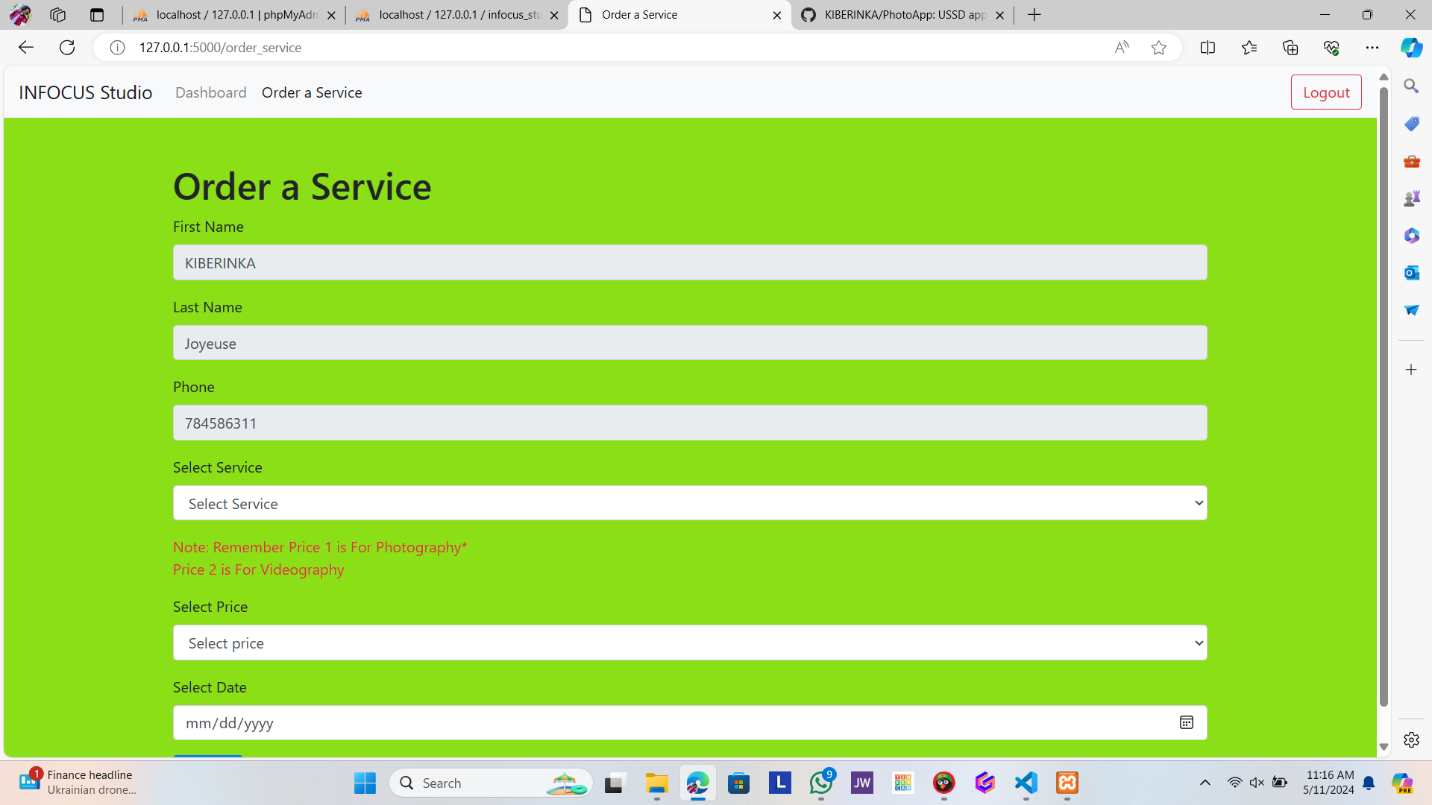 localhost / 127.0.0.1 | phpMyAdm
localhost / 127.0.0.1 / infocus_stu
Order a Service
KIBERINKA/PhotoApp: USSD app
127.0.0.1:5000/order_service
INFOCUS Studio
Dashboard
Order a Service
Logout
Order a Service
First Name
KIBERINKA
Last Name
Joyeuse
Phone
784586311
Select Service
Select Service
Note: Remember Price 1 is For Photography*
Price 2 is For Videography
Select Price
Select price
Select Date
mm/dd/yyyy
1
Finance headline
Ukrainian drone...
Search
L
9
JW
11:16 AM
5/11/2024
PRE